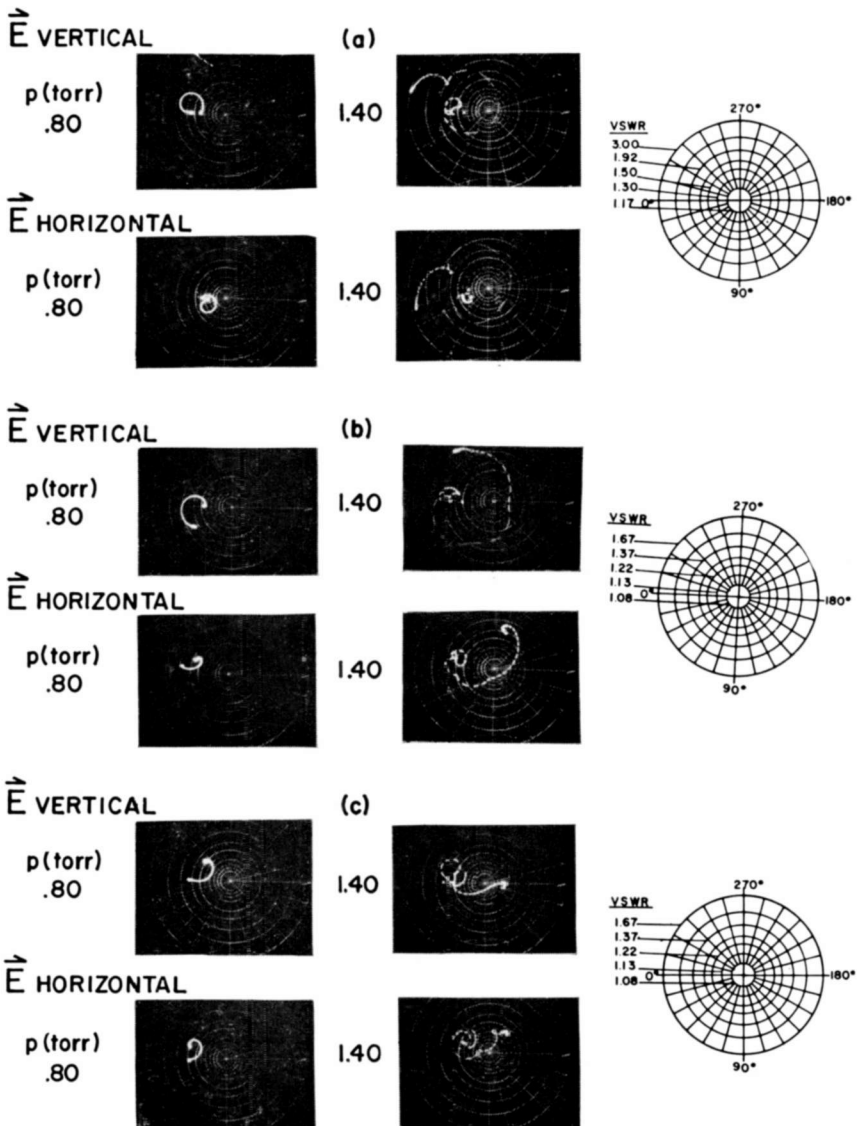 E VERTICAL
(a)
p (torr)
.80
1.40
E HORIZONTAL
p (torr)
.80
1.40
270°
VSWR
3.00
1.92
1.50
1.30
1.17 0°
180°
90°
E VERTICAL
(b)
p (torr)
.80
1.40
E HORIZONTAL
p (torr)
.80
1.40
270°
VSWR
1.67
1.37
1.22
1.13 0°
1.08
180°
90°
E VERTICAL
(c)
p (torr)
.80
1.40
E HORIZONTAL
p (torr)
.80
1.40
270°
VSWR
1.67
1.37
1.22
1.13
1.08 0°
180°
90°